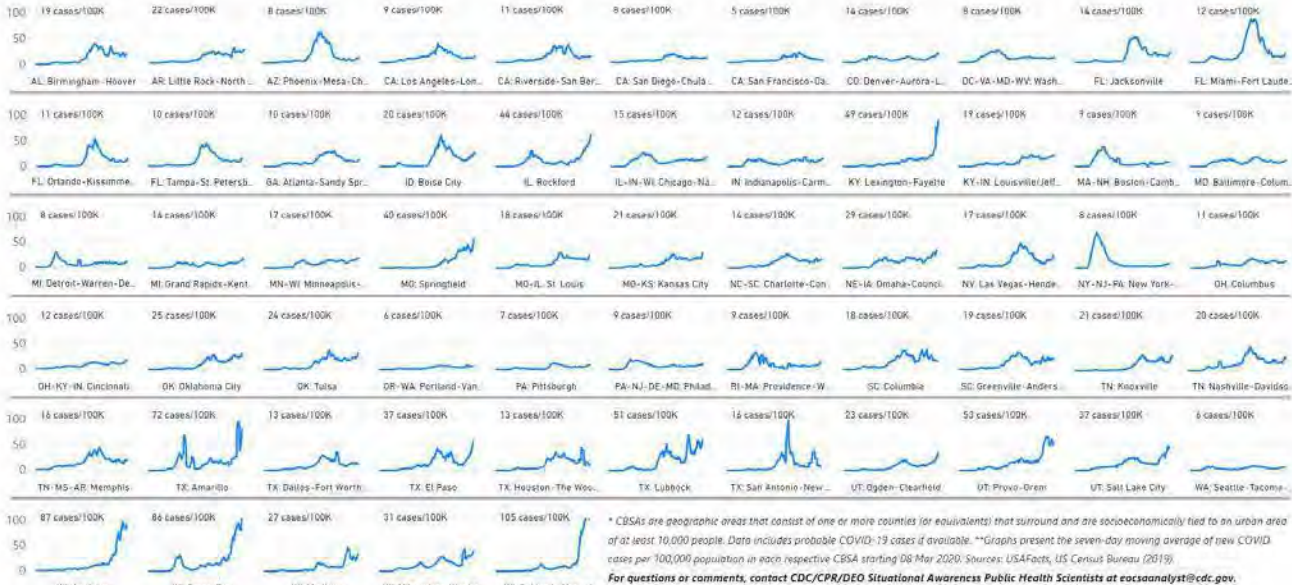 100 19 cases/100K 22 cases/100K 8 cases/100K 9 cases/100K 11 cases/100K 8 cases/100K 5 cases/100K 14 cases/100K 8 cases/100K 14 cases/100K 12 cases/100K
50
0
AL: Birmingham-Hoover AR: Little Rock-North ... AZ: Phoenix-Mesa-Ch... CA: Los Angeles-Lon... CA: Riverside-San Ber... CA: San Diego-Chula ... CA: San Francisco-Oa... CO: Denver-Aurora-L... DC-VA-MD-WV: Wash... FL: Jacksonville FL: Miami-Fort Laude...
100 11 cases/100K 10 cases/100K 10 cases/100K 20 cases/100K 44 cases/100K 15 cases/100K 12 cases/100K 49 cases/100K 19 cases/100K 9 cases/100K 9 cases/100K
50
0
FL: Orlando-Kissimme... FL: Tampa-St. Petersb... GA: Atlanta-Sandy Spr... ID: Boise City IL: Rockford IL-IN-WI: Chicago-Na... IN: Indianapolis-Carm... KY: Lexington-Fayette KY-IN: Louisville/Jeff... MA-NH: Boston-Camb... MD: Baltimore-Colum...
100 8 cases/100K 14 cases/100K 17 cases/100K 40 cases/100K 18 cases/100K 21 cases/100K 14 cases/100K 29 cases/100K 17 cases/100K 8 cases/100K 11 cases/100K
50
0
MI: Detroit-Warren-De... MI: Grand Rapids-Kent... MN-WI: Minneapolis-... MO: Springfield MO-IL: St. Louis MO-KS: Kansas City NC-SC: Charlotte-Con... NE-IA: Omaha-Counci... NV: Las Vegas-Hende... NY-NJ-PA: New York-... OH: Columbus
100 12 cases/100K 25 cases/100K 24 cases/100K 6 cases/100K 7 cases/100K 9 cases/100K 9 cases/100K 18 cases/100K 19 cases/100K 21 cases/100K 20 cases/100K
50
0
OH-KY-IN: Cincinnati OK: Oklahoma City OK: Tulsa OR-WA: Portland-Van... PA: Pittsburgh PA-NJ-DE-MD: Philad... RI-MA: Providence-W... SC: Columbia SC: Greenville-Anders... TN: Knoxville TN: Nashville-Davidso...
100 16 cases/100K 72 cases/100K 13 cases/100K 37 cases/100K 13 cases/100K 51 cases/100K 16 cases/100K 23 cases/100K 53 cases/100K 37 cases/100K 6 cases/100K
50
0
TN-MS-AR: Memphis TX: Amarillo TX: Dallas-Fort Worth... TX: El Paso TX: Houston-The Woo... TX: Lubbock TX: San Antonio-New ... UT: Ogden-Clearfield UT: Provo-Orem UT: Salt Lake City WA: Seattle-Tacoma-...
100 87 cases/100K 86 cases/100K 27 cases/100K 31 cases/100K 105 cases/100K
50
0
* CBSAs are geographic areas that consist of one or more counties (or equivalents) that surround and are socioeconomically tied to an urban area
of at least 10,000 people. Data includes probable COVID-19 cases if available. **Graphs present the seven-day moving average of new COVID
cases per 100,000 population in each respective CBSA starting 08 Mar 2020. Sources: USAFacts, US Census Bureau (2019).
For questions or comments, contact CDC/CPR/DEO Situational Awareness Public Health Scientists at eocsaanalyst@cdc.gov.